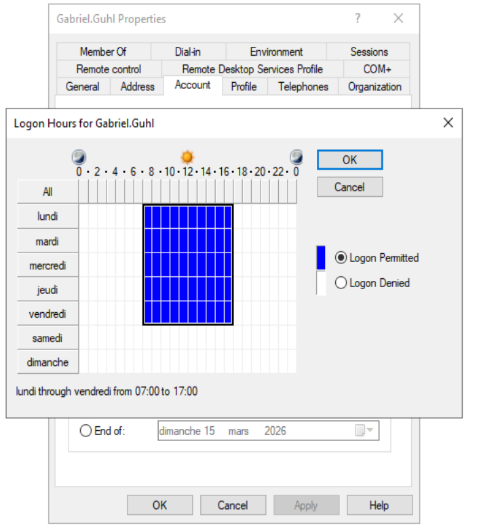 Gabriel.Guhl Properties
Member Of Dial-in Environment Sessions
Remote control Remote Desktop Services Profile COM+
General Address Account Profile Telephones Organization
Logon Hours for Gabriel.Guhl
0 · 2 · 4 · 6 · 8 · 10 · 12 · 14 · 16 · 18 · 20 · 22 · 0
OK
Cancel
All
lundi
mardi
mercredi
jeudi
vendredi
samedi
dimanche
Logon Permitted
Logon Denied
lundi through vendredi from 07:00 to 17:00
End of: dimanche 15 mars 2026
OK Cancel Apply Help